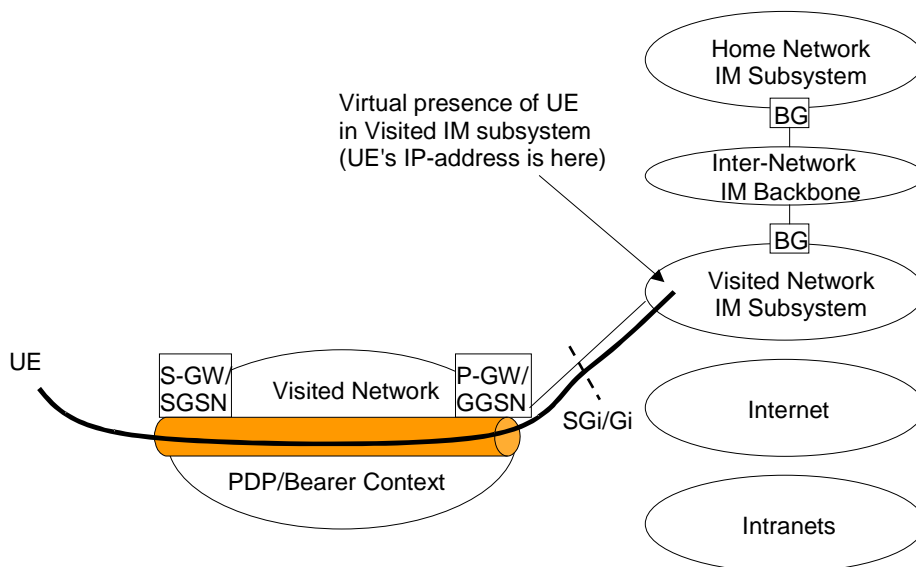 Home Network
IM Subsystem
BG
Virtual presence of UE
in Visited IM subsystem
(UE's IP-address is here)
Inter-Network
IM Backbone
BG
Visited Network
IM Subsystem
UE
S-GW/
SGSN
Visited Network
P-GW/
GGSN
SGi/Gi
Internet
PDP/Bearer Context
Intranets